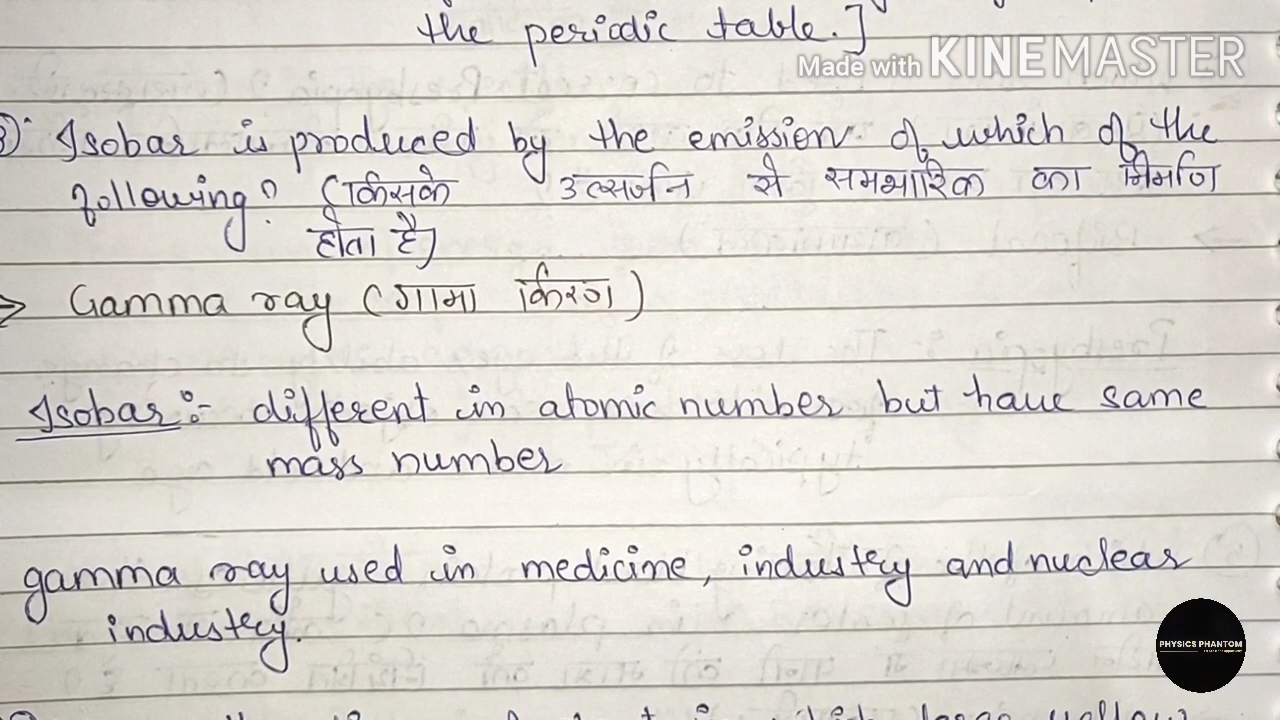 the periodic table.]
Made with KINEMASTER
Isobar is produced by the emission of which of the
following? (किसके उत्सर्जन से समभारिक का निर्माण
होता है)
→ Gamma ray (गामा किरण)
Isobar :- different in atomic number but have same
mass number
gamma ray used in medicine, industry and nuclear
industry.
PHYSICS PHANTOM